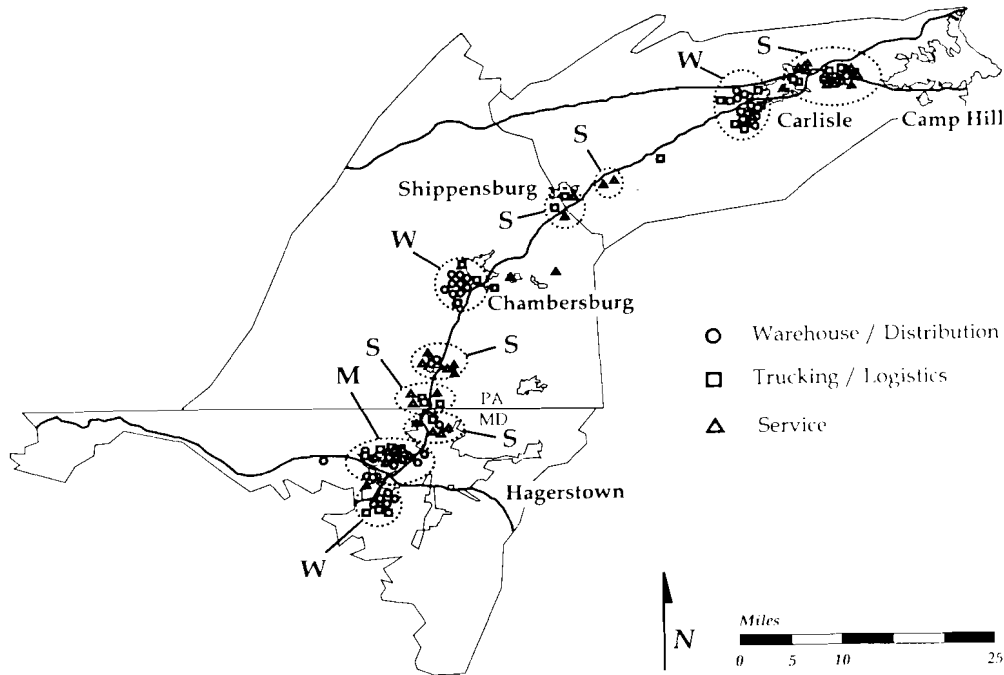 S
W
Carlisle
Camp Hill
S
Shippensburg
S
W
Chambersburg
Warehouse / Distribution
S
S
Trucking / Logistics
M
PA
MD
Service
S
Hagerstown
W
N
Miles
0 5 10 25